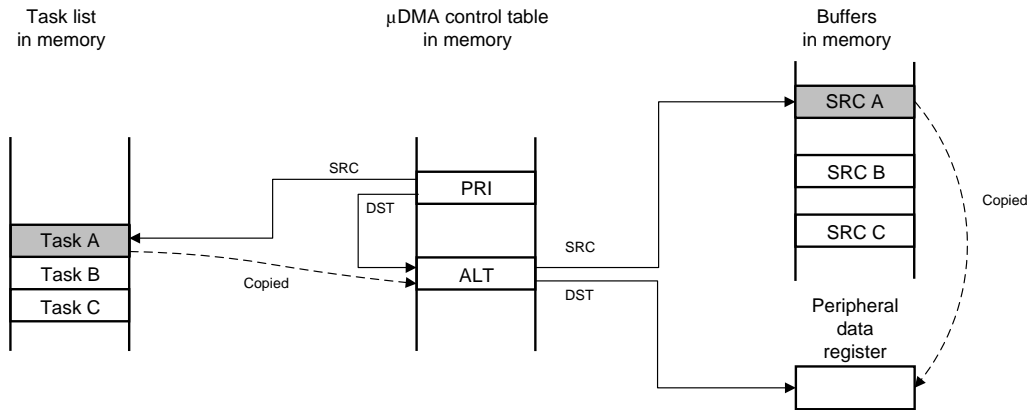 Task list
in memory
µDMA control table
in memory
Buffers
in memory
SRC A
SRC
PRI
SRC B
DST
Copied
SRC C
Task A
SRC
Task B
ALT
Copied
DST
Task C
Peripheral
data
register